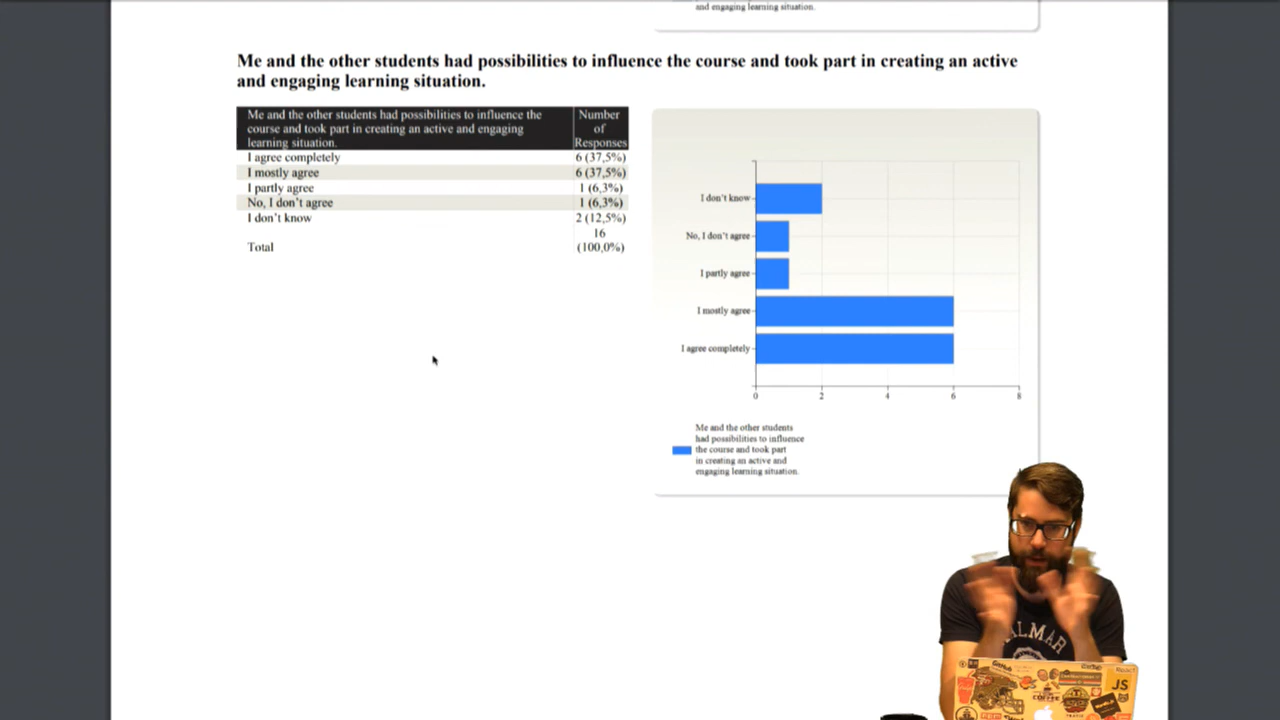 and engaging learning situation.
Me and the other students had possibilities to influence the course and took part in creating an active
and engaging learning situation.
Me and the other students had possibilities to influence the
course and took part in creating an active and engaging
learning situation.
Number
of
Responses
I agree completely 6 (37,5%)
I mostly agree 6 (37,5%)
I partly agree 1 (6,3%)
No, I don't agree 1 (6,3%)
I don't know 2 (12,5%)
16
Total (100,0%)
I don't know
No, I don't agree
I partly agree
I mostly agree
I agree completely
0 2 4 6 8
Me and the other students
had possibilities to influence
the course and took part
in creating an active and
engaging learning situation.
ALMAR
GitHub
COFFEE
JS